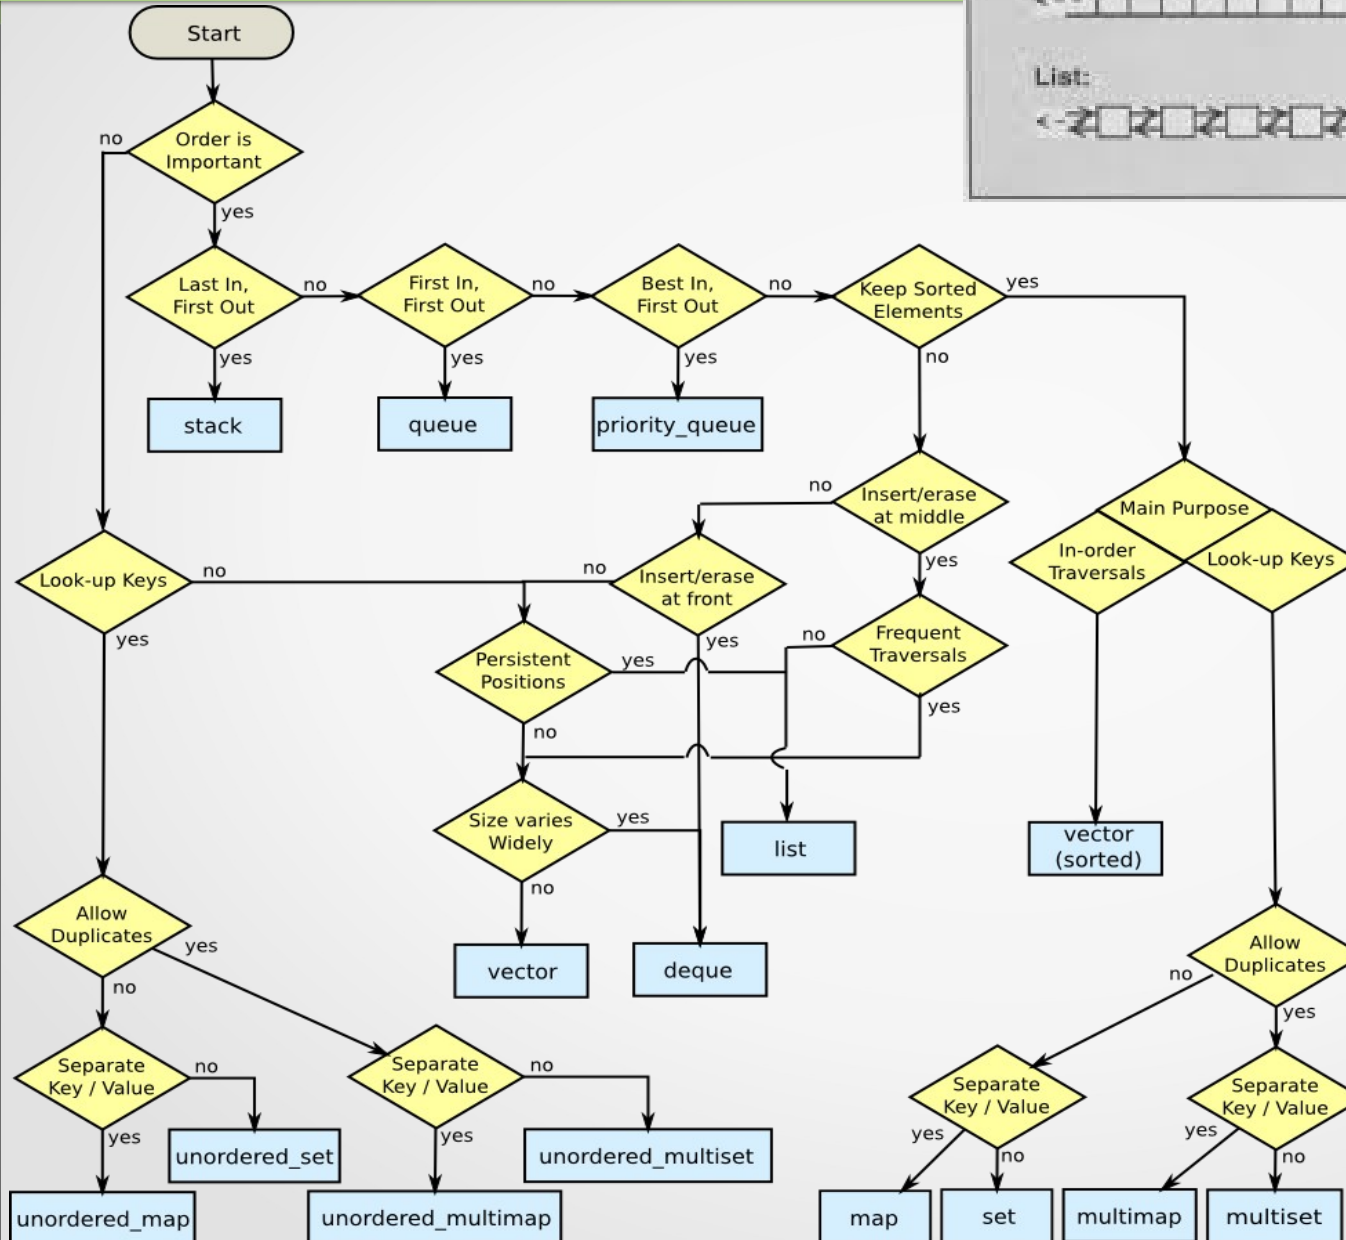 Start
List:
Order is
Important
no
yes
Last In,
First Out
no
First In,
First Out
no
Best In,
First Out
no
Keep Sorted
Elements
yes
yes
yes
yes
no
stack
queue
priority_queue
no
Insert/erase
at middle
yes
Main Purpose
In-order
Traversals
Look-up Keys
Look-up Keys
no
no
Insert/erase
at front
yes
yes
Persistent
Positions
yes
no
Frequent
Traversals
yes
no
Size varies
Widely
yes
no
list
vector
(sorted)
vector
deque
Allow
Duplicates
yes
no
Allow
Duplicates
no
yes
Separate
Key / Value
no
yes
Separate
Key / Value
no
yes
Separate
Key / Value
yes
no
Separate
Key / Value
yes
no
unordered_set
unordered_multiset
unordered_map
unordered_multimap
map
set
multimap
multiset